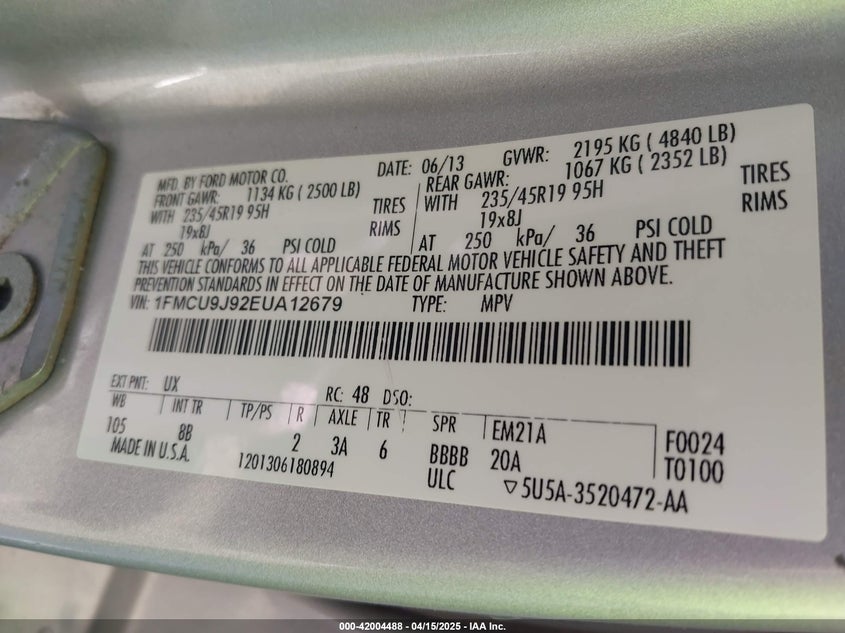 MFD. BY FORD MOTOR CO. DATE: 06/13 GVWR: 2195 KG ( 4840 LB)
FRONT GAWR: 1134 KG ( 2500 LB) REAR GAWR: 1067 KG ( 2352 LB)
WITH 235/45R19 95H TIRES WITH 235/45R19 95H TIRES
19x8J RIMS 19x8J RIMS
AT 250 kPa/ 36 PSI COLD AT 250 kPa/ 36 PSI COLD
THIS VEHICLE CONFORMS TO ALL APPLICABLE FEDERAL MOTOR VEHICLE SAFETY AND THEFT
PREVENTION STANDARDS IN EFFECT ON THE DATE OF MANUFACTURE SHOWN ABOVE.
VIN: 1FMCU9J92EUA12679 TYPE: MPV
EXT PNT: UX RC: 48 DSO:
WB INT TR TP/PS R AXLE TR SPR EM21A F0024
105 8B 2 3A 6 BBBB 20A T0100
MADE IN U.S.A. 1201306180894 ULC ▽5U5A-3520472-AA
000-42004488 - 04/15/2025 - IAA Inc.